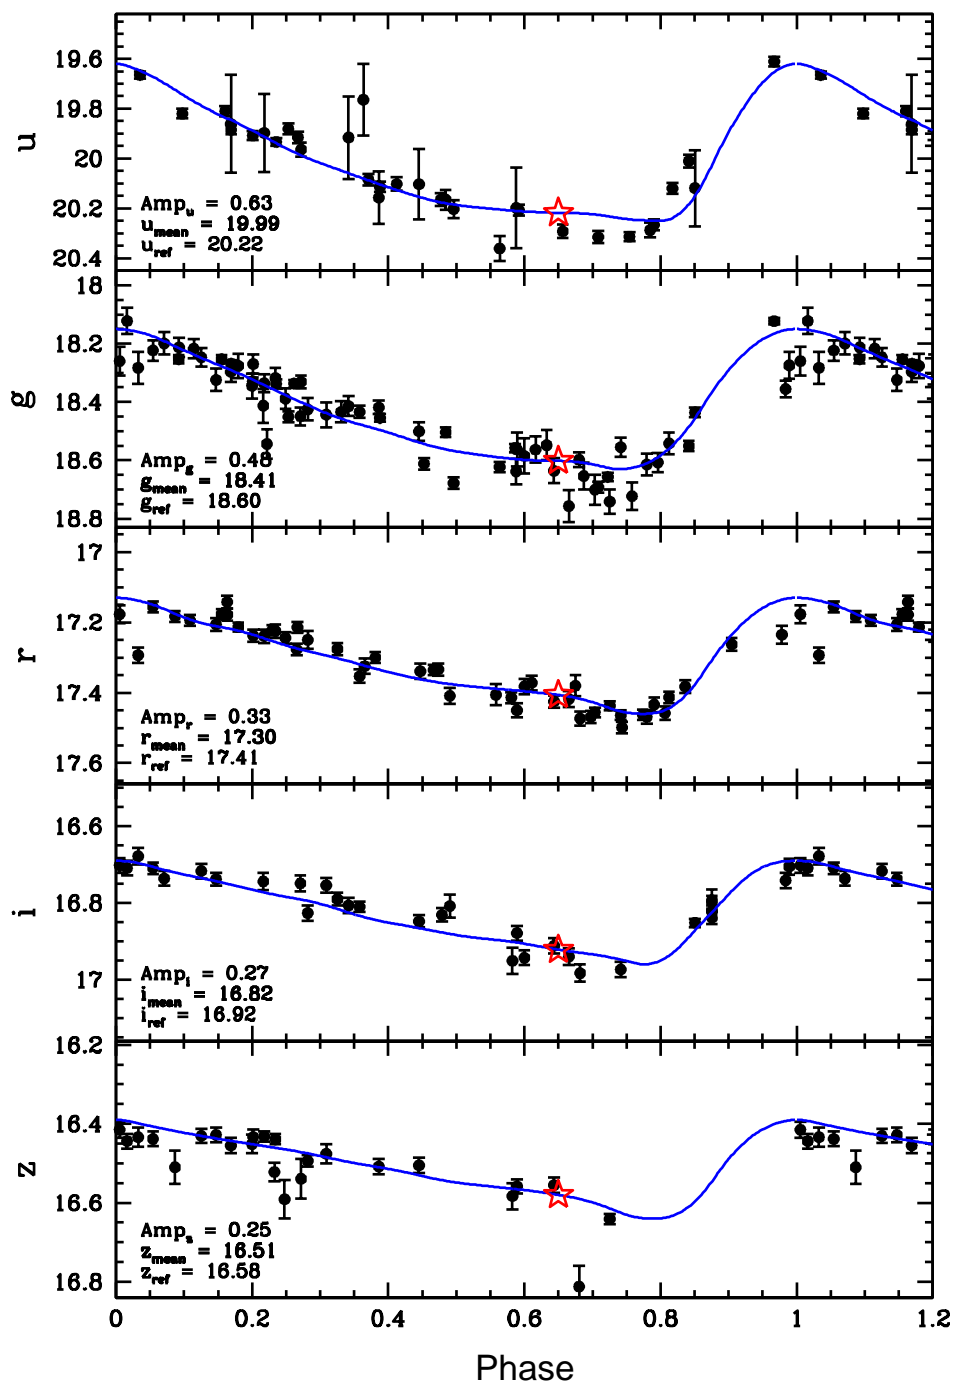 19.6
19.8
20
20.2
20.4
u
Amp_u = 0.63
u_mean = 19.99
u_ref = 20.22
18
18.2
18.4
18.6
18.8
g
Amp_g = 0.48
g_mean = 18.41
g_ref = 18.60
17
17.2
17.4
17.6
r
Amp_r = 0.33
r_mean = 17.30
r_ref = 17.41
16.6
16.8
17
i
Amp_i = 0.27
i_mean = 16.82
i_ref = 16.92
16.2
16.4
16.6
16.8
z
Amp_z = 0.25
z_mean = 16.51
z_ref = 16.58
0 0.2 0.4 0.6 0.8 1 1.2
Phase